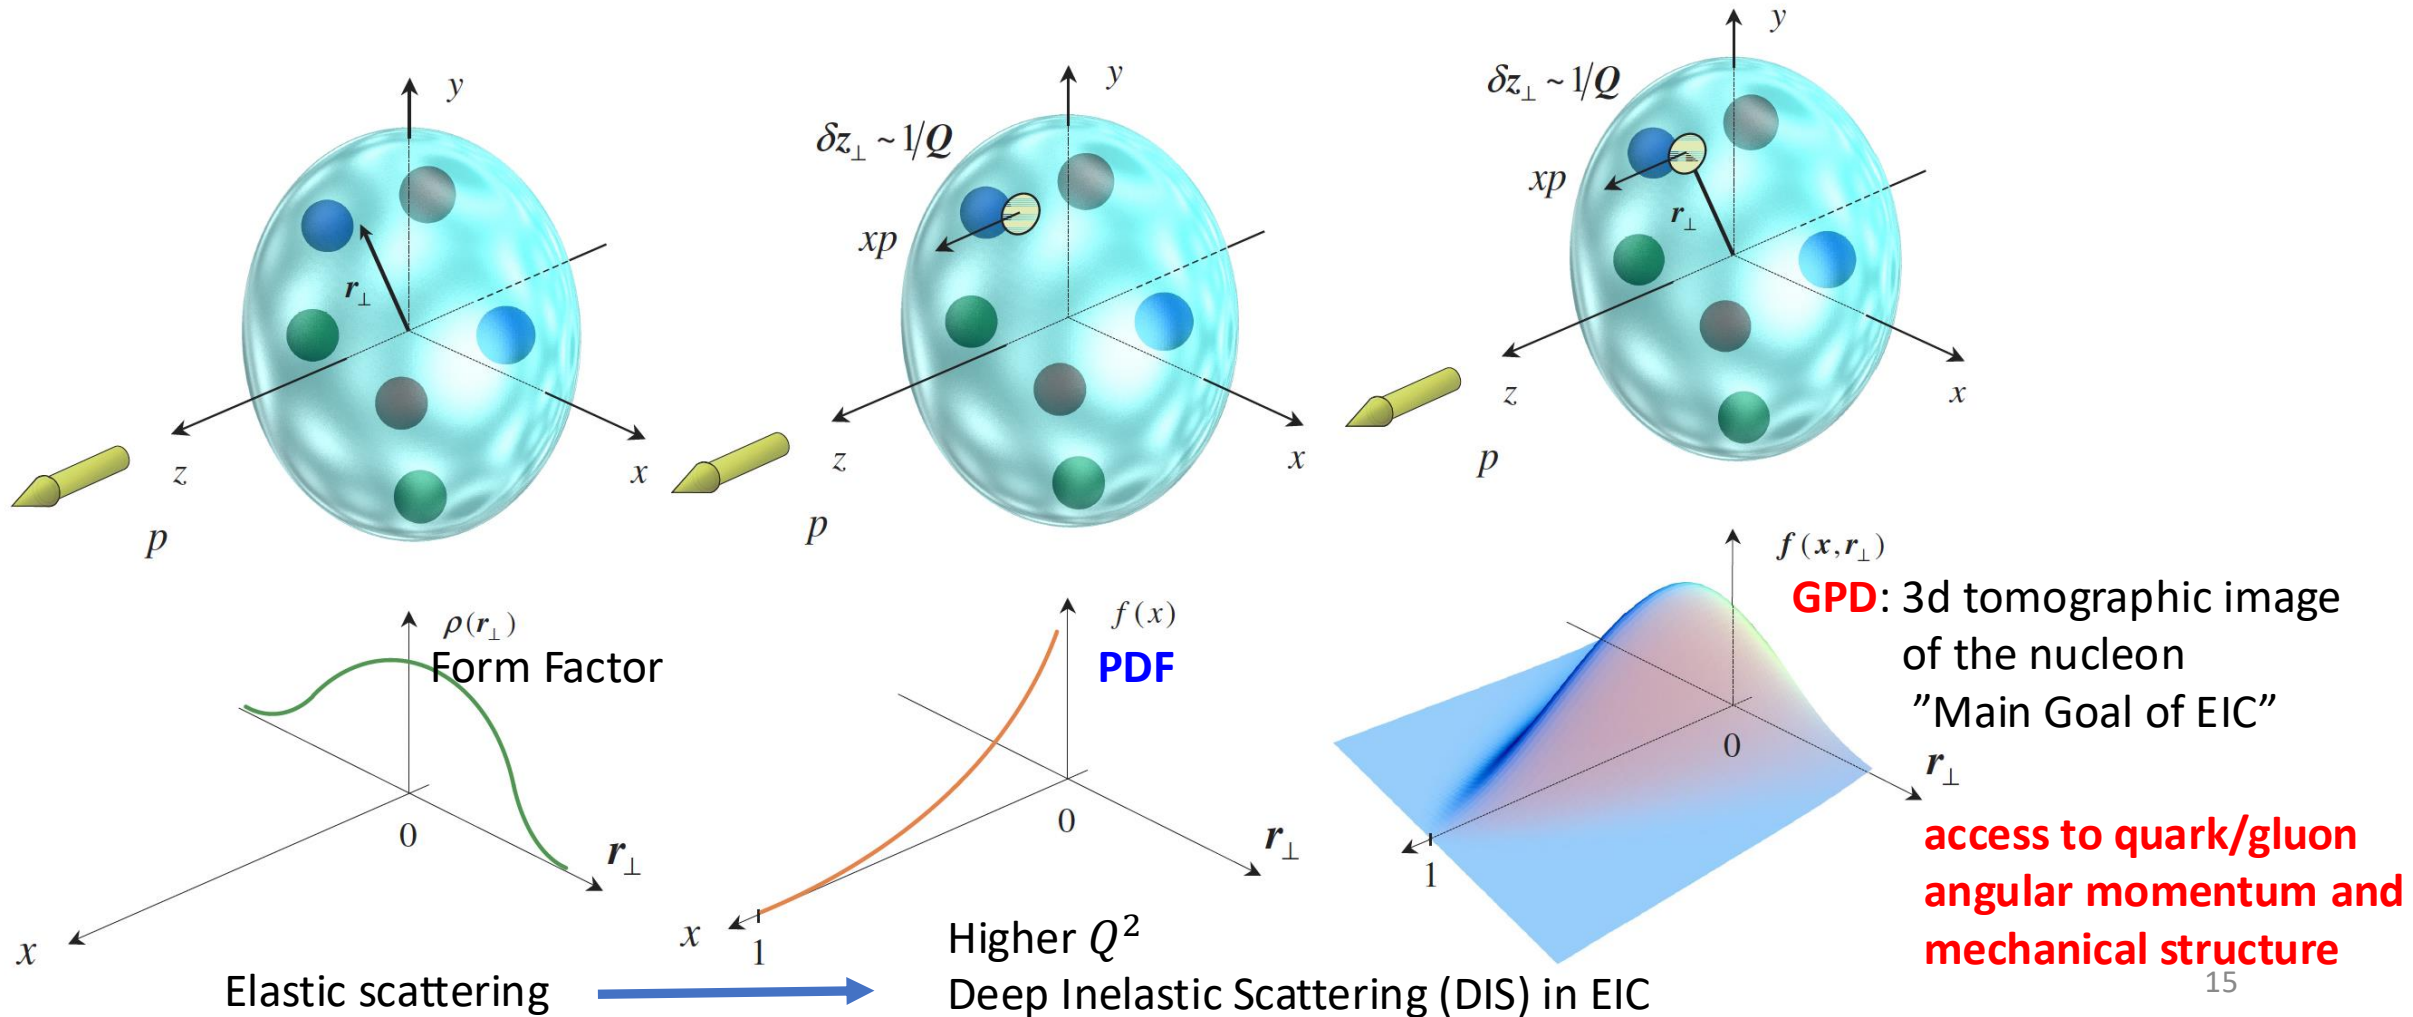 y
r⊥
z
x
p
y
δz⊥ ~ 1/Q
xp
z
x
p
y
δz⊥ ~ 1/Q
xp
r⊥
z
x
p
ρ(r⊥)
Form Factor
0
r⊥
x
f(x)
PDF
0
r⊥
x
1
f(x,r⊥)
GPD: 3d tomographic image
of the nucleon
”Main Goal of EIC”
0
r⊥
1
access to quark/gluon
angular momentum and
mechanical structure
Elastic scattering
Higher Q²
Deep Inelastic Scattering (DIS) in EIC
15